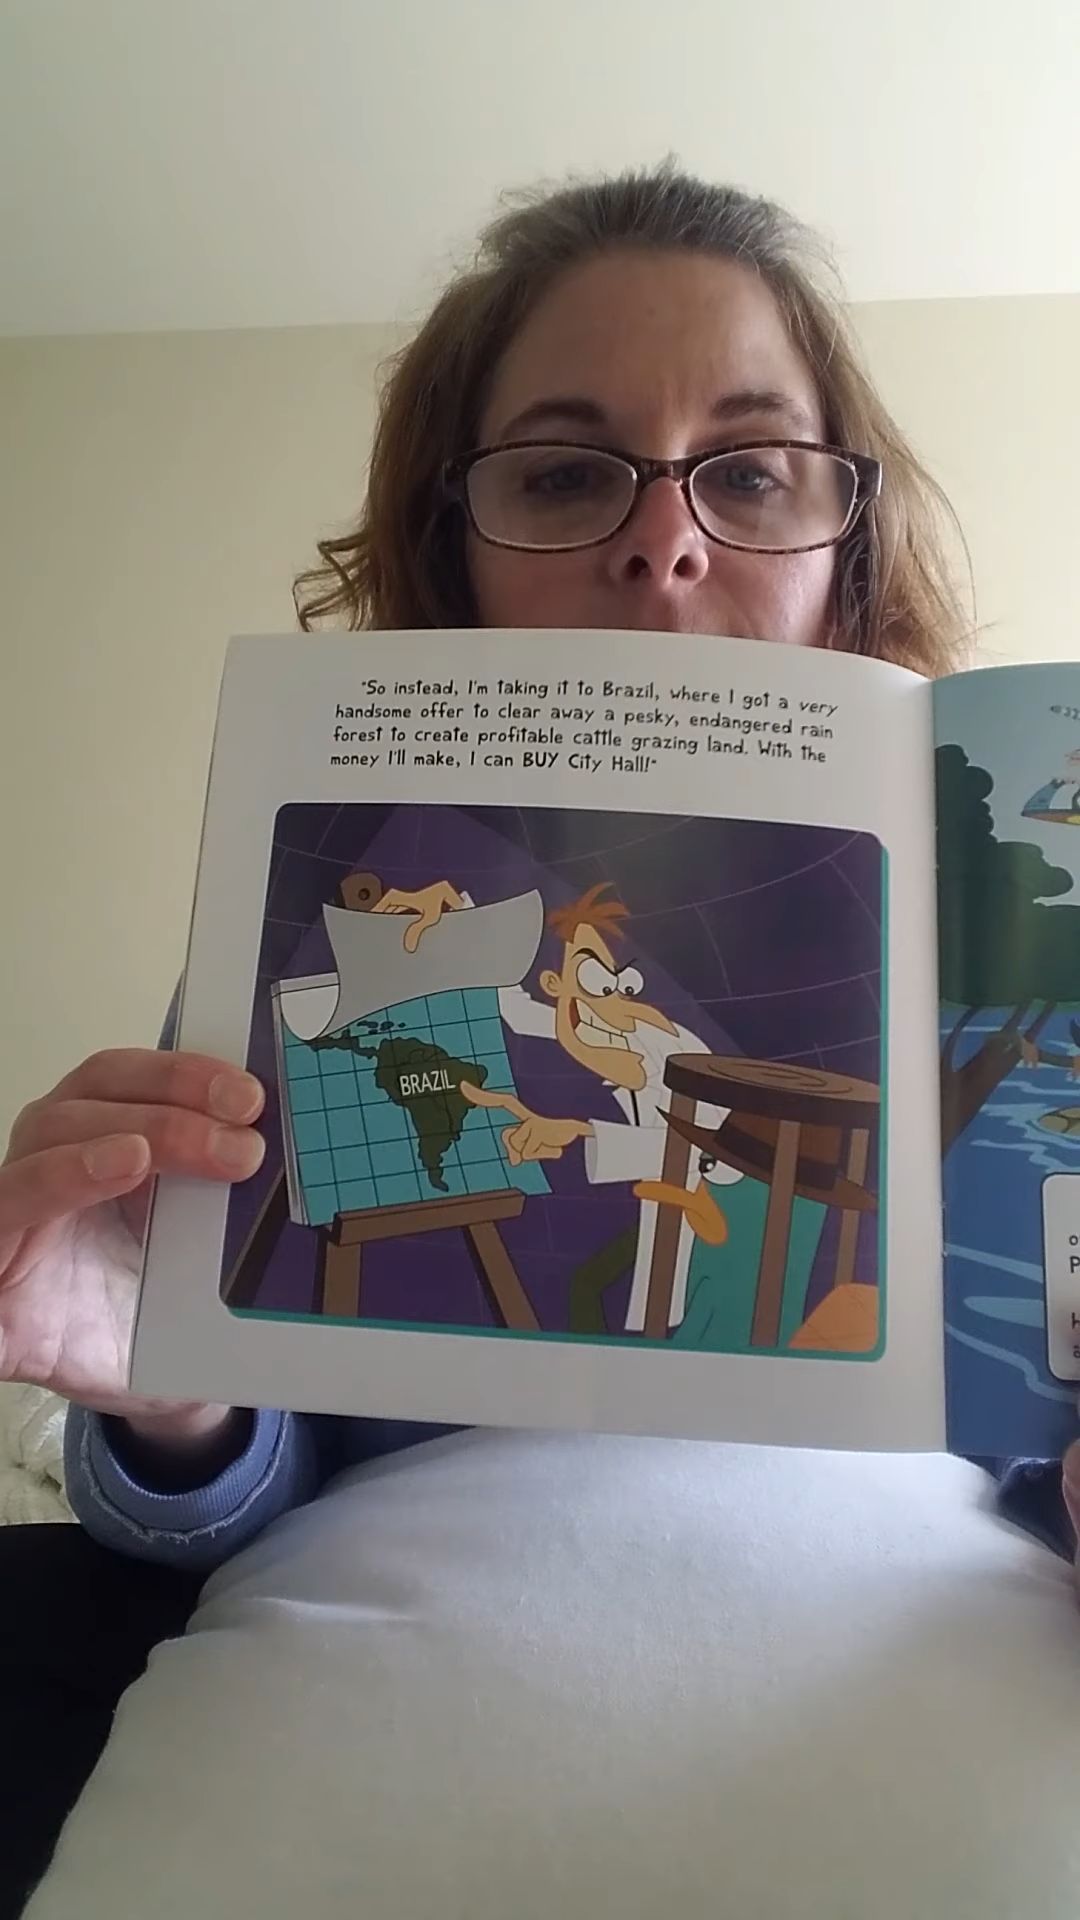 "So instead, I'm taking it to Brazil, where I got a very
handsome offer to clear away a pesky, endangered rain
forest to create profitable cattle grazing land. With the
money I'll make, I can BUY City Hall!"
BRAZIL